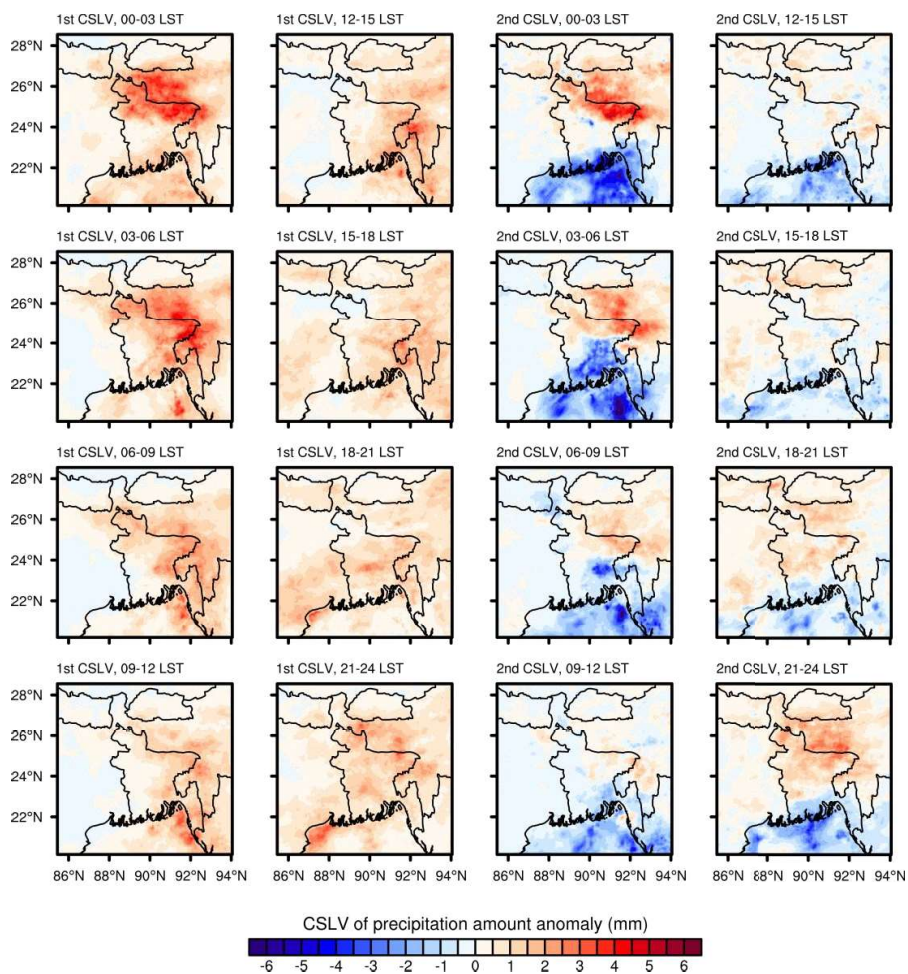 1st CSLV, 00-03 LST
1st CSLV, 12-15 LST
2nd CSLV, 00-03 LST
2nd CSLV, 12-15 LST
28°N
26°N
24°N
22°N
1st CSLV, 03-06 LST
1st CSLV, 15-18 LST
2nd CSLV, 03-06 LST
2nd CSLV, 15-18 LST
28°N
26°N
24°N
22°N
1st CSLV, 06-09 LST
1st CSLV, 18-21 LST
2nd CSLV, 06-09 LST
2nd CSLV, 18-21 LST
28°N
26°N
24°N
22°N
1st CSLV, 09-12 LST
1st CSLV, 21-24 LST
2nd CSLV, 09-12 LST
2nd CSLV, 21-24 LST
28°N
26°N
24°N
22°N
86°N 88°N 90°N 92°N 94°N 86°N 88°N 90°N 92°N 94°N 86°N 88°N 90°N 92°N 94°N 86°N 88°N 90°N 92°N 94°N
CSLV of precipitation amount anomaly (mm)
-6 -5 -4 -3 -2 -1 0 1 2 3 4 5 6